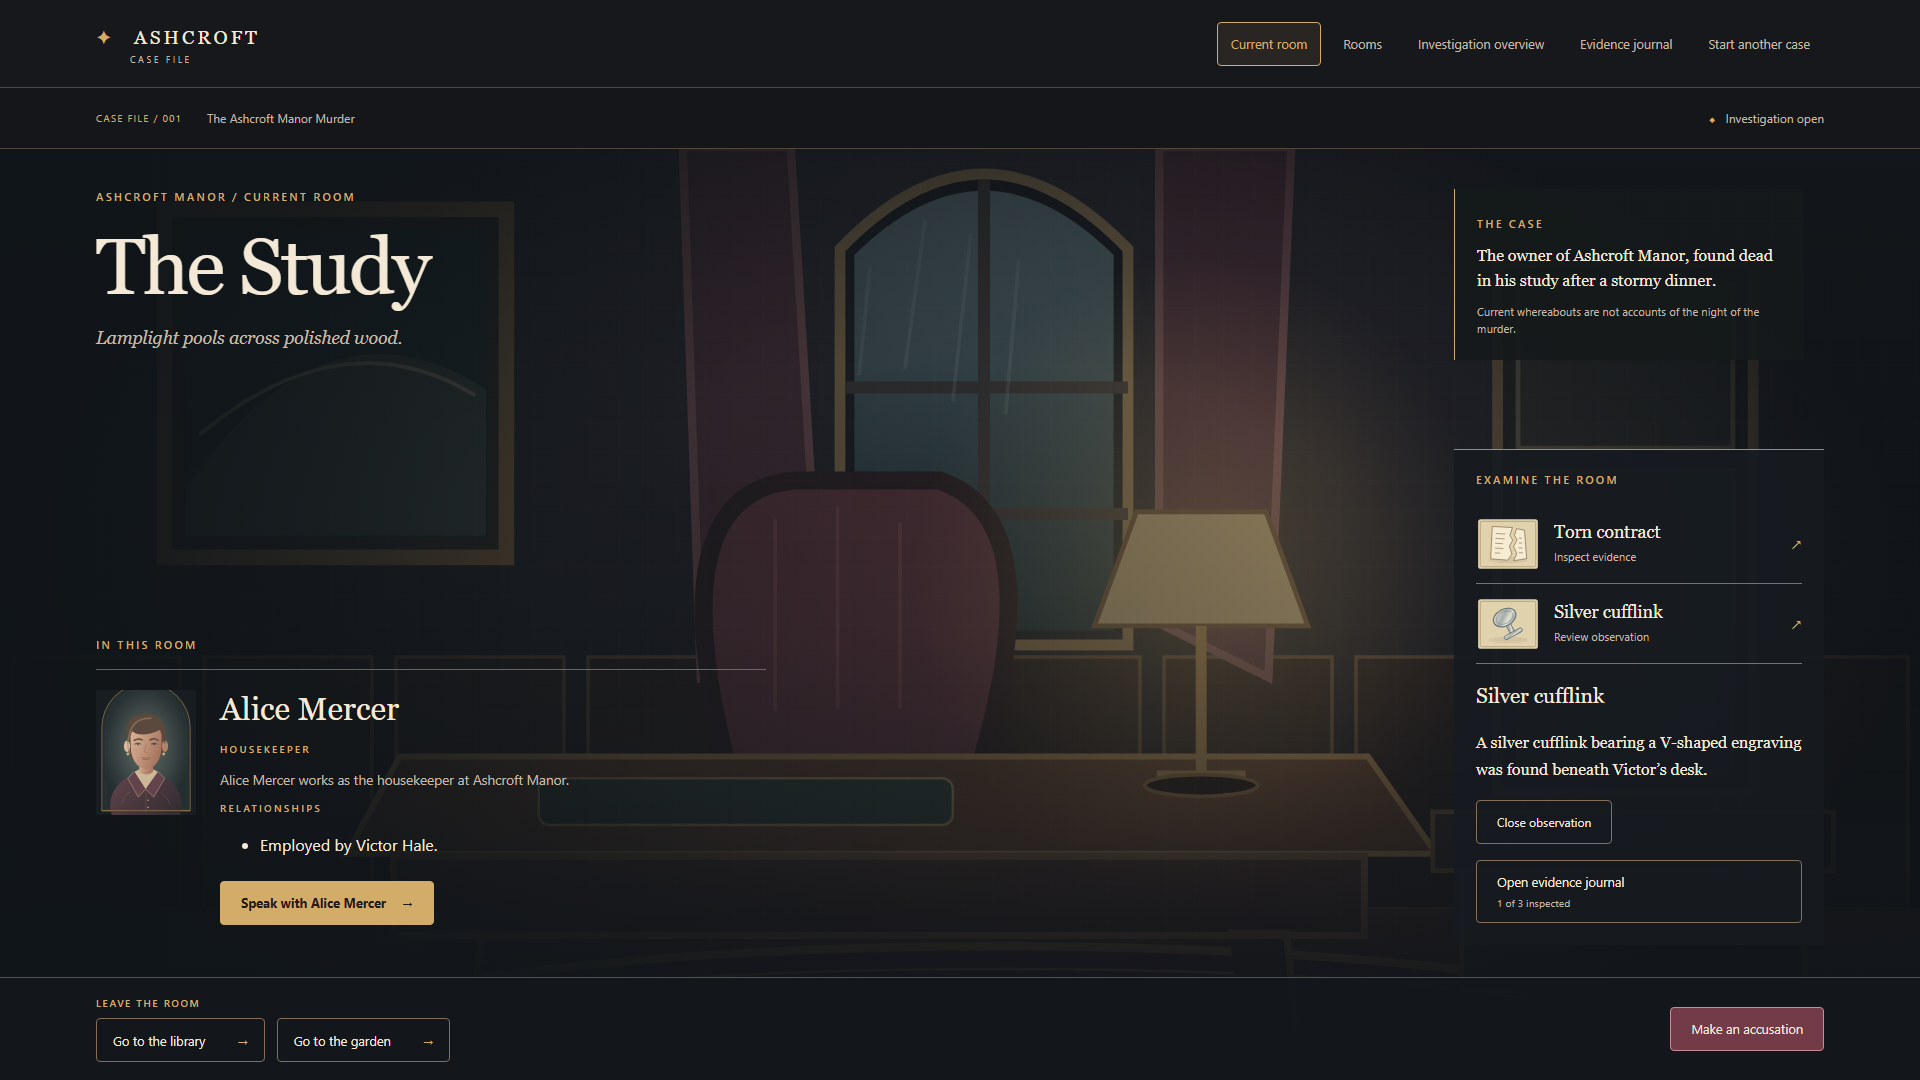 ✦ ASHCROFT
CASE FILE
Current room
Rooms
Investigation overview
Evidence journal
Start another case
CASE FILE / 001
The Ashcroft Manor Murder
Investigation open
ASHCROFT MANOR / CURRENT ROOM
The Study
Lamplight pools across polished wood.
THE CASE
The owner of Ashcroft Manor, found dead
in his study after a stormy dinner.
Current whereabouts are not accounts of the night of the
murder.
EXAMINE THE ROOM
Torn contract
Inspect evidence
↗
Silver cufflink
Review observation
↗
Silver cufflink
A silver cufflink bearing a V-shaped engraving
was found beneath Victor’s desk.
Close observation
Open evidence journal
1 of 3 inspected
IN THIS ROOM
Alice Mercer
HOUSEKEEPER
Alice Mercer works as the housekeeper at Ashcroft Manor.
RELATIONSHIPS
• Employed by Victor Hale.
Speak with Alice Mercer →
LEAVE THE ROOM
Go to the library →
Go to the garden →
Make an accusation